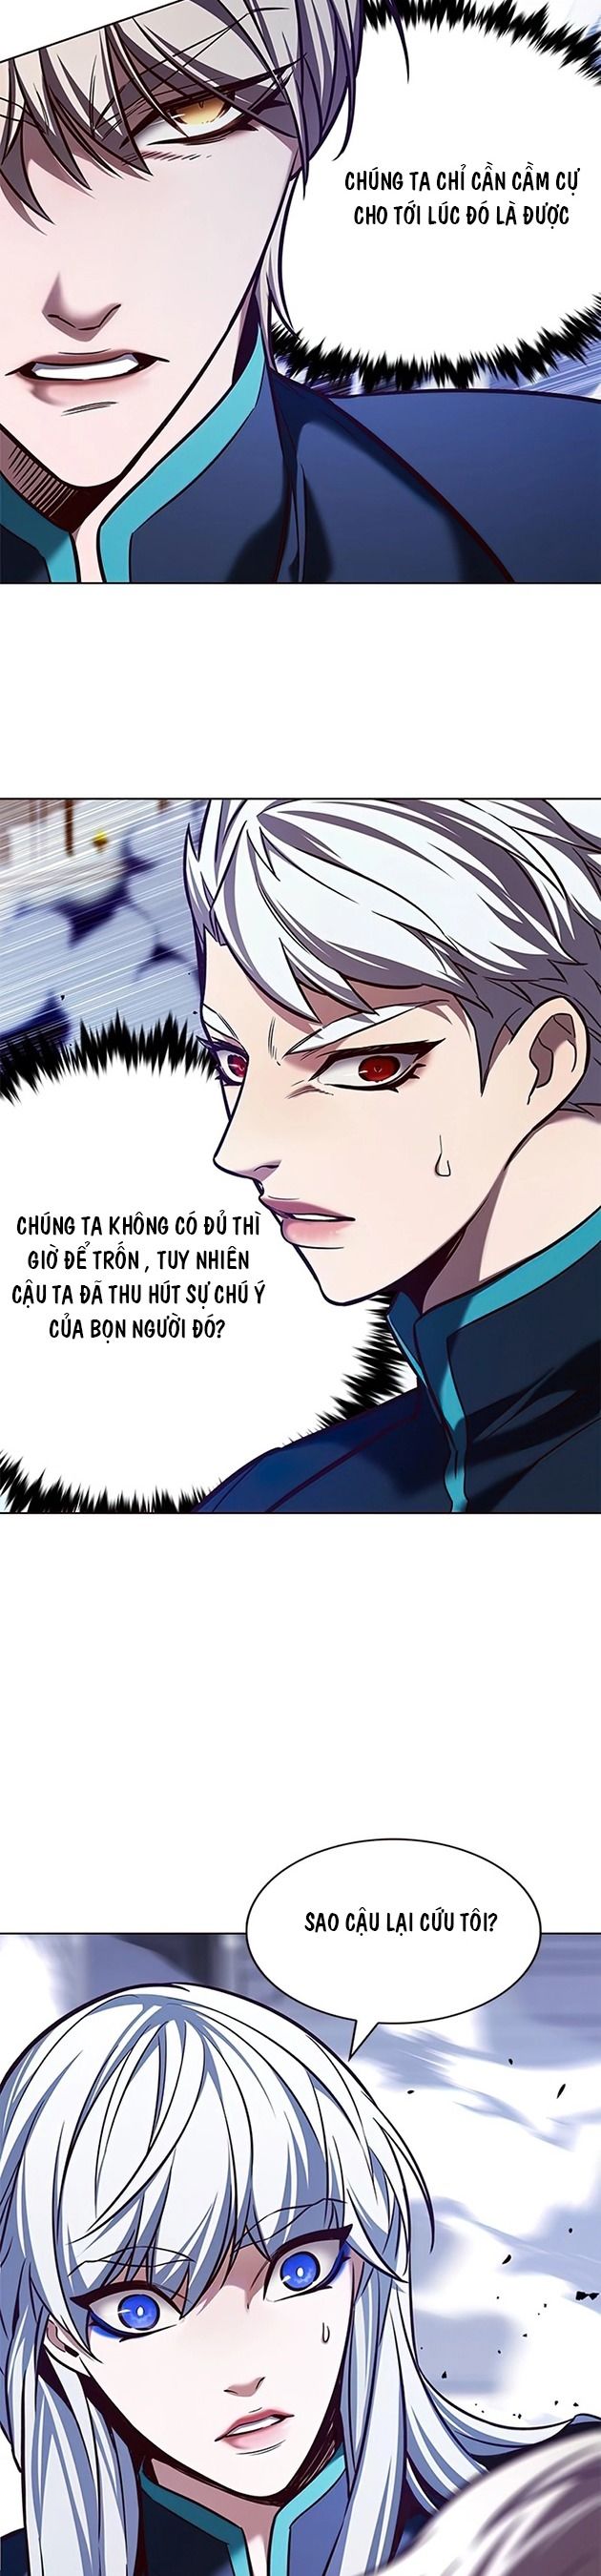 CHÚNG TA CHỈ CẦN CẦM CỰ
CHO TỚI LÚC ĐÓ LÀ ĐƯỢC
CHÚNG TA KHÔNG CÓ ĐỦ THÌ
GIỜ ĐỂ TRỐN , TUY NHIÊN
CẬU TA ĐÃ THU HÚT SỰ CHÚ Ý
CỦA BỌN NGƯỜI ĐÓ?
SAO CẬU LẠI CỨU TÔI?